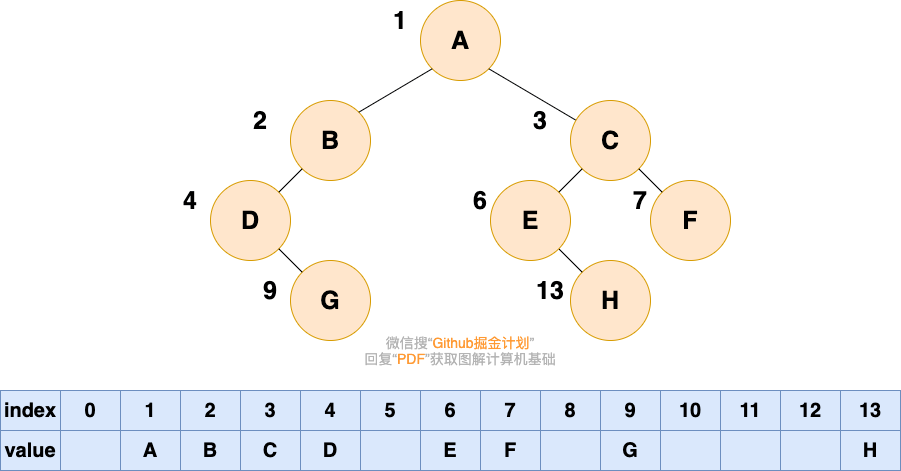 1
A
2
B
3
C
4
D
6
E
7
F
9
G
13
H
微信搜“Github掘金计划”
回复“PDF”获取图解计算机基础
index 0 1 2 3 4 5 6 7 8 9 10 11 12 13
value A B C D E F G H